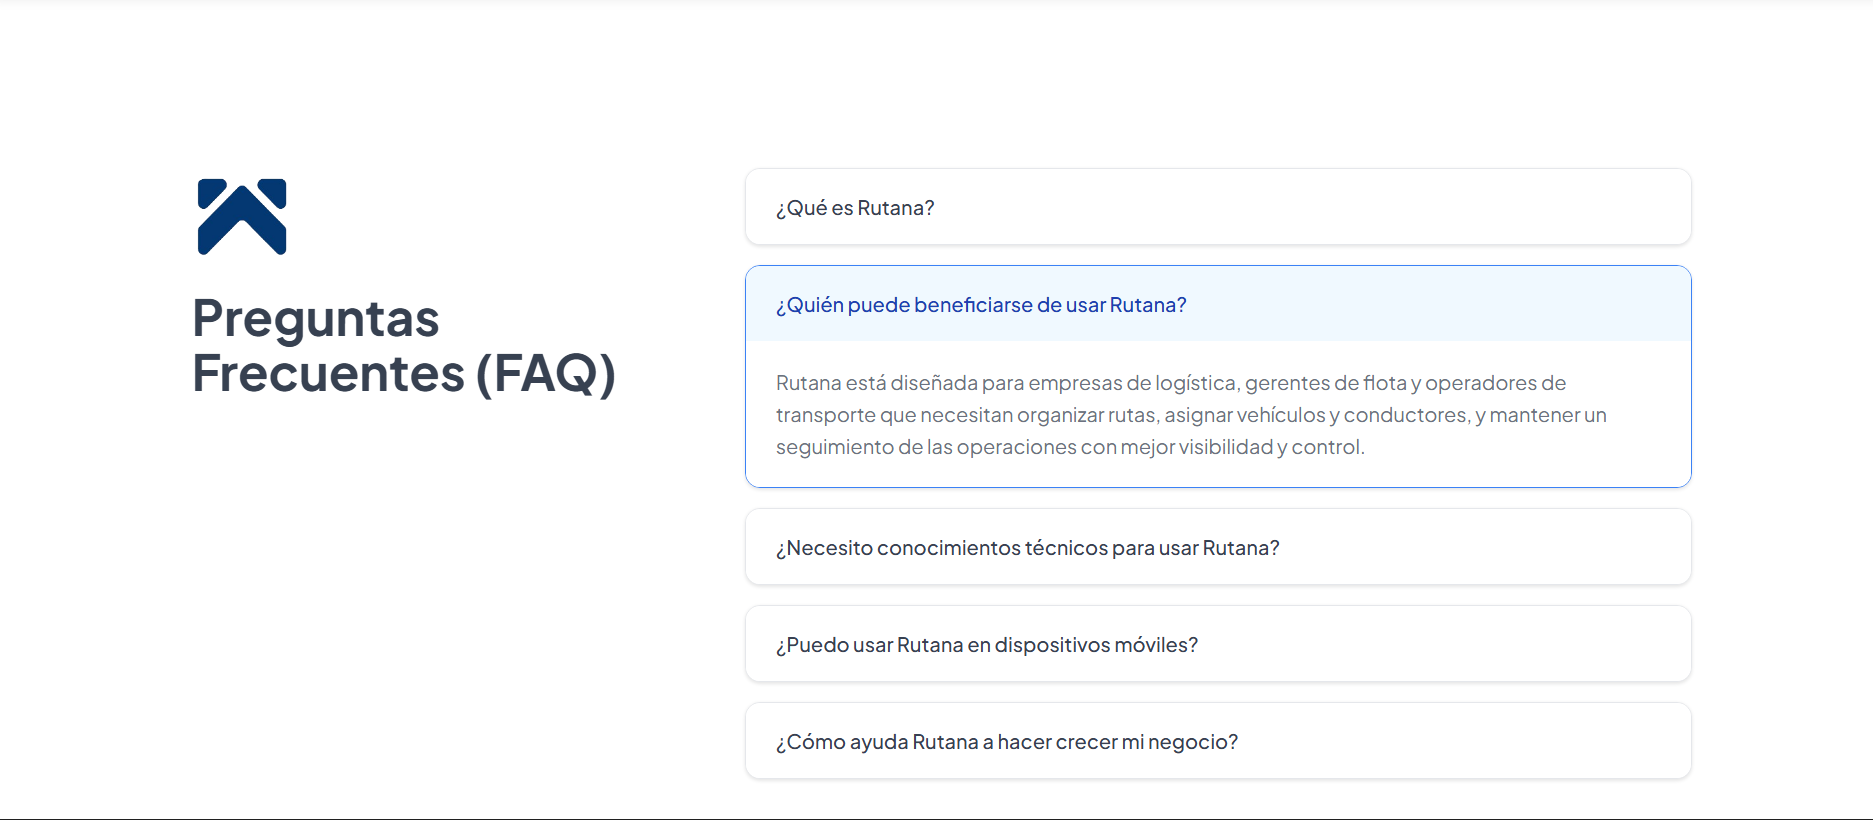 Preguntas
Frecuentes (FAQ)
¿Qué es Rutana?
¿Quién puede beneficiarse de usar Rutana?
Rutana está diseñada para empresas de logística, gerentes de flota y operadores de
transporte que necesitan organizar rutas, asignar vehículos y conductores, y mantener un
seguimiento de las operaciones con mejor visibilidad y control.
¿Necesito conocimientos técnicos para usar Rutana?
¿Puedo usar Rutana en dispositivos móviles?
¿Cómo ayuda Rutana a hacer crecer mi negocio?